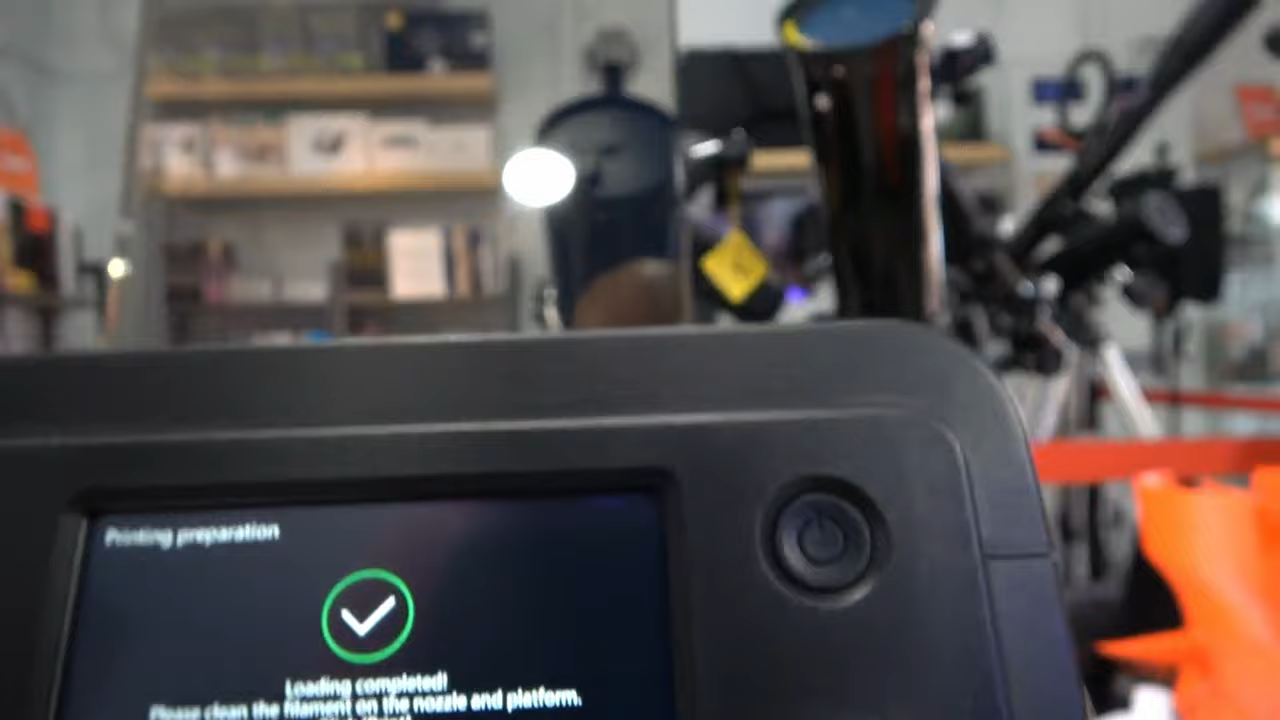 Printing preparation
Loading completed!
Please clean the filament on the nozzle and platform.